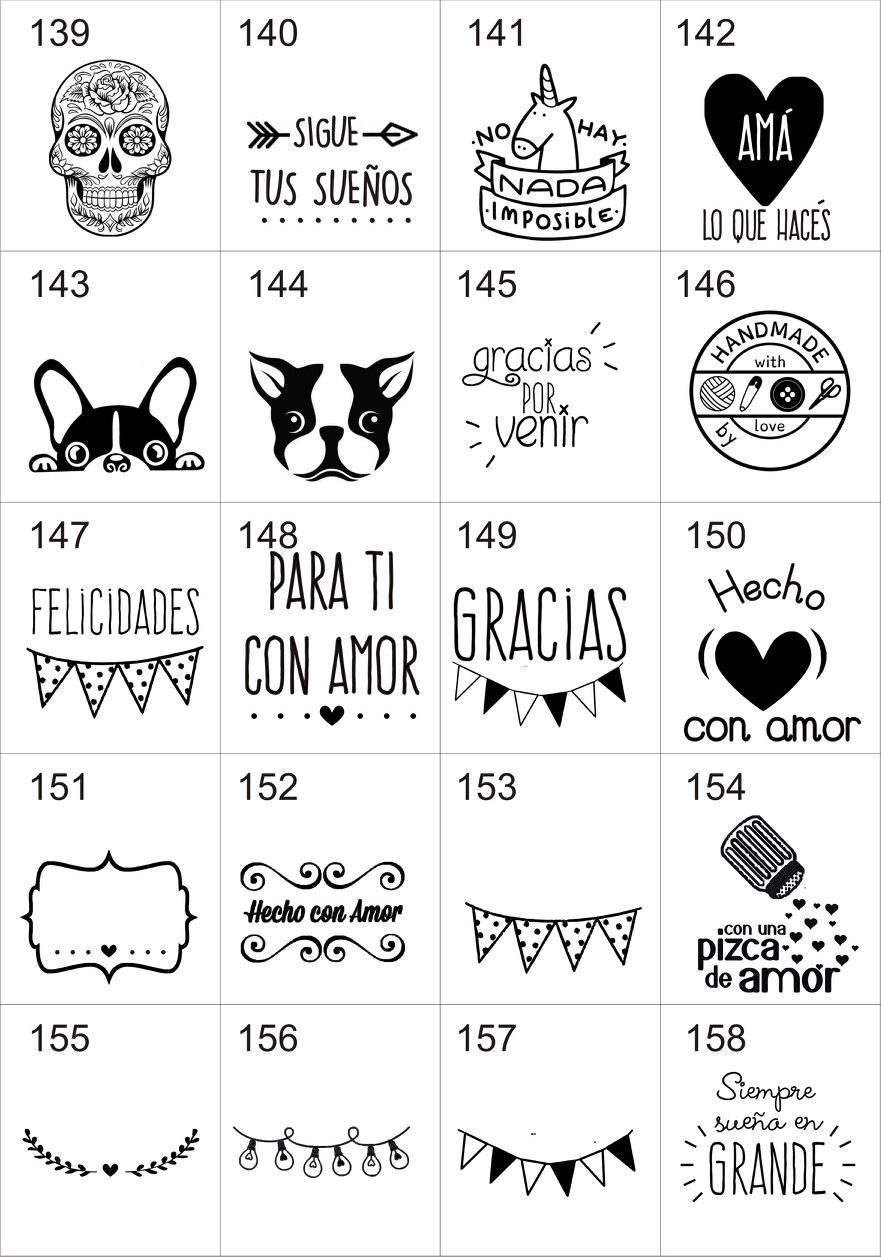 139
140
SIGUE
TUS SUEÑOS
141
NO HAY
NADA
IMPOSIBLE
142
AMÁ
LO QUE HACÉS
143
144
145
gracias
POR
venir
146
HANDMADE
with
love
by
147
FELICIDADES
148
PARA TI
CON AMOR
149
GRACIAS
150
Hecho
con amor
151
152
Hecho con Amor
153
154
con una
pizca
de amor
155
156
157
158
Siempre
sueña en
GRANDE